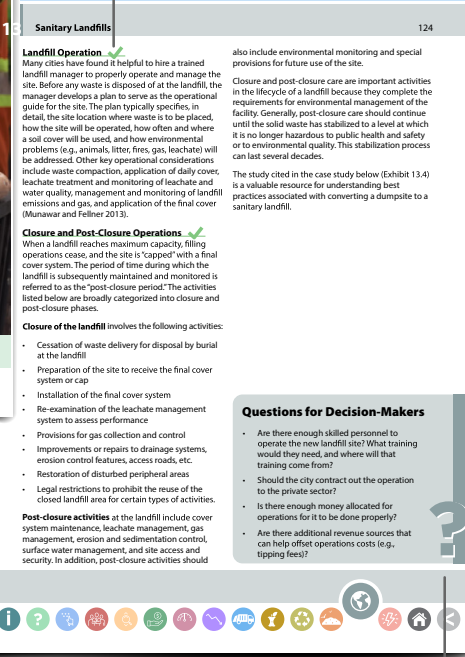 13
Sanitary Landfills
124
Landfill Operation
Many cities have found it helpful to hire a trained
landfill manager to properly operate and manage the
site. Before any waste is disposed of at the landfill, the
manager develops a plan to serve as the operational
guide for the site. The plan typically specifies, in
detail, the site location where waste is to be placed,
how the site will be operated, how often and where
a soil cover will be used, and how environmental
problems (e.g., animals, litter, fires, gas, leachate) will
be addressed. Other key operational considerations
include waste compaction, application of daily cover,
leachate treatment and monitoring of leachate and
water quality, management and monitoring of landfill
emissions and gas, and application of the final cover
(Munawar and Fellner 2013).
Closure and Post-Closure Operations
When a landfill reaches maximum capacity, filling
operations cease, and the site is “capped” with a final
cover system. The period of time during which the
landfill is subsequently maintained and monitored is
referred to as the “post-closure period.” The activities
listed below are broadly categorized into closure and
post-closure phases.
Closure of the landfill involves the following activities:
• Cessation of waste delivery for disposal by burial
at the landfill
• Preparation of the site to receive the final cover
system or cap
• Installation of the final cover system
• Re-examination of the leachate management
system to assess performance
• Provisions for gas collection and control
• Improvements or repairs to drainage systems,
erosion control features, access roads, etc.
• Restoration of disturbed peripheral areas
• Legal restrictions to prohibit the reuse of the
closed landfill area for certain types of activities.
Post-closure activities at the landfill include cover
system maintenance, leachate management, gas
management, erosion and sedimentation control,
surface water management, and site access and
security. In addition, post-closure activities should
also include environmental monitoring and special
provisions for future use of the site.
Closure and post-closure care are important activities
in the lifecycle of a landfill because they complete the
requirements for environmental management of the
facility. Generally, post-closure care should continue
until the solid waste has stabilized to a level at which
it is no longer hazardous to public health and safety
or to environmental quality. This stabilization process
can last several decades.
The study cited in the case study below (Exhibit 13.4)
is a valuable resource for understanding best
practices associated with converting a dumpsite to a
sanitary landfill.
Questions for Decision-Makers
• Are there enough skilled personnel to
operate the new landfill site? What training
would they need, and where will that
training come from?
• Should the city contract out the operation
to the private sector?
• Is there enough money allocated for
operations for it to be done properly?
• Are there additional revenue sources that
can help offset operations costs (e.g.,
tipping fees)?
?
i
?